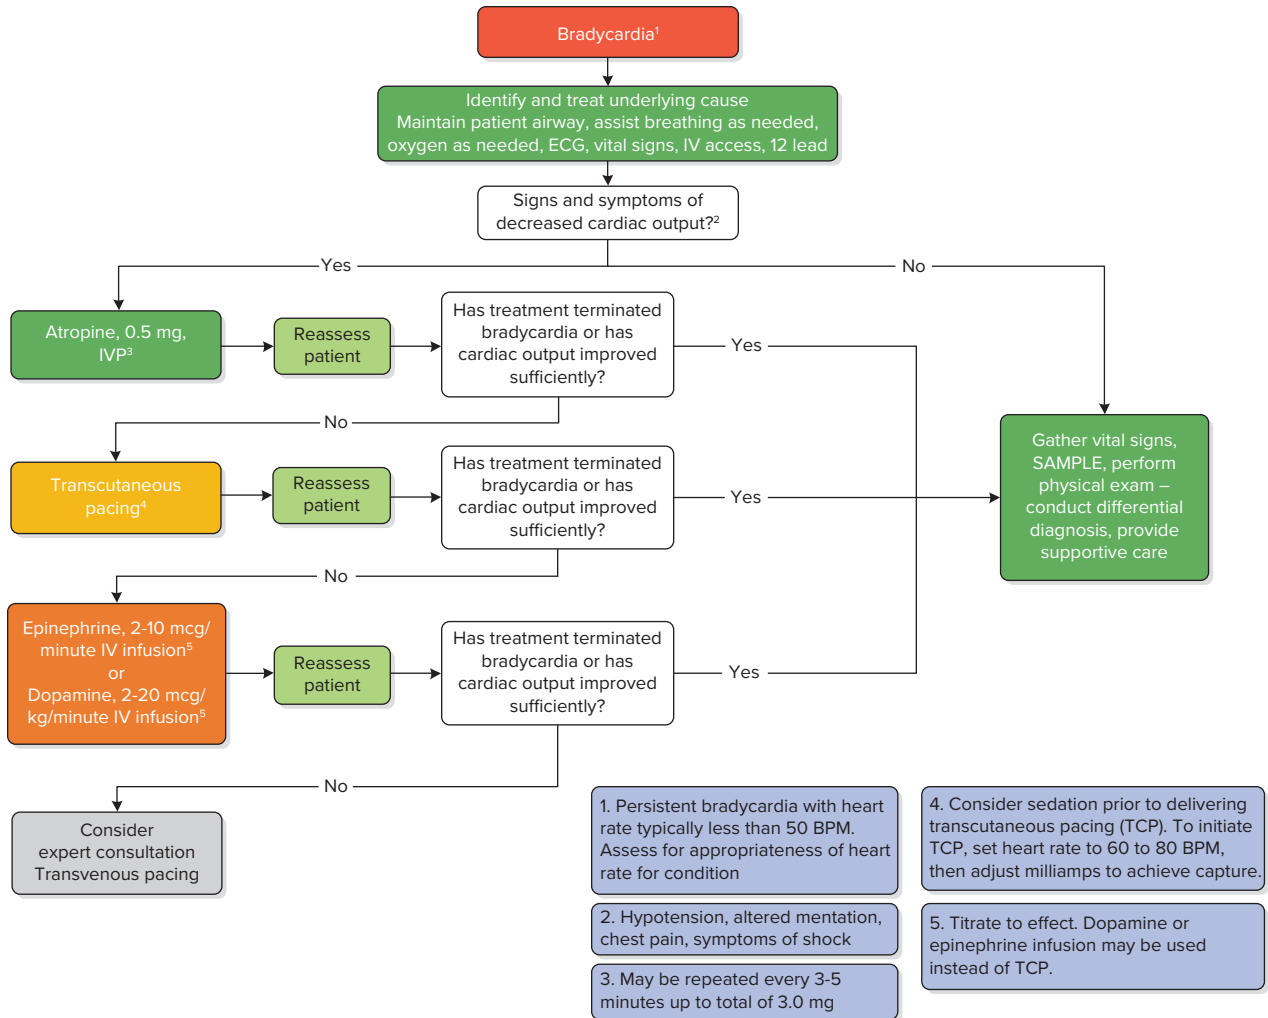 Bradycardia¹
Identify and treat underlying cause
Maintain patient airway, assist breathing as needed,
oxygen as needed, ECG, vital signs, IV access, 12 lead
Signs and symptoms of
decreased cardiac output?²
Yes
No
Atropine, 0.5 mg,
IVP³
Reassess
patient
Has treatment terminated
bradycardia or has
cardiac output improved
sufficiently?
Yes
No
Transcutaneous
pacing⁴
Reassess
patient
Has treatment terminated
bradycardia or has
cardiac output improved
sufficiently?
Yes
Gather vital signs,
SAMPLE, perform
physical exam –
conduct differential
diagnosis, provide
supportive care
No
Epinephrine, 2-10 mcg/
minute IV infusion⁵
or
Dopamine, 2-20 mcg/
kg/minute IV infusion⁵
Reassess
patient
Has treatment terminated
bradycardia or has
cardiac output improved
sufficiently?
Yes
No
Consider
expert consultation
Transvenous pacing
1. Persistent bradycardia with heart
rate typically less than 50 BPM.
Assess for appropriateness of heart
rate for condition
2. Hypotension, altered mentation,
chest pain, symptoms of shock
3. May be repeated every 3-5
minutes up to total of 3.0 mg
4. Consider sedation prior to delivering
transcutaneous pacing (TCP). To initiate
TCP, set heart rate to 60 to 80 BPM,
then adjust milliamps to achieve capture.
5. Titrate to effect. Dopamine or
epinephrine infusion may be used
instead of TCP.